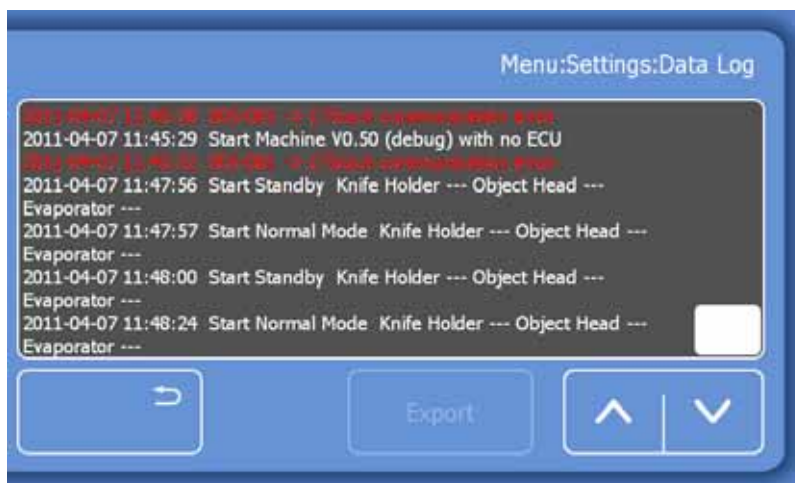 Menu:Settings:Data Log
2011-04-07 11:45:29 Start Machine V0.50 (debug) with no ECU
2011-04-07 11:47:56 Start Standby Knife Holder --- Object Head ---
Evaporator ---
2011-04-07 11:47:57 Start Normal Mode Knife Holder --- Object Head ---
Evaporator ---
2011-04-07 11:48:00 Start Standby Knife Holder --- Object Head ---
Evaporator ---
2011-04-07 11:48:24 Start Normal Mode Knife Holder --- Object Head ---
Evaporator ---
Export